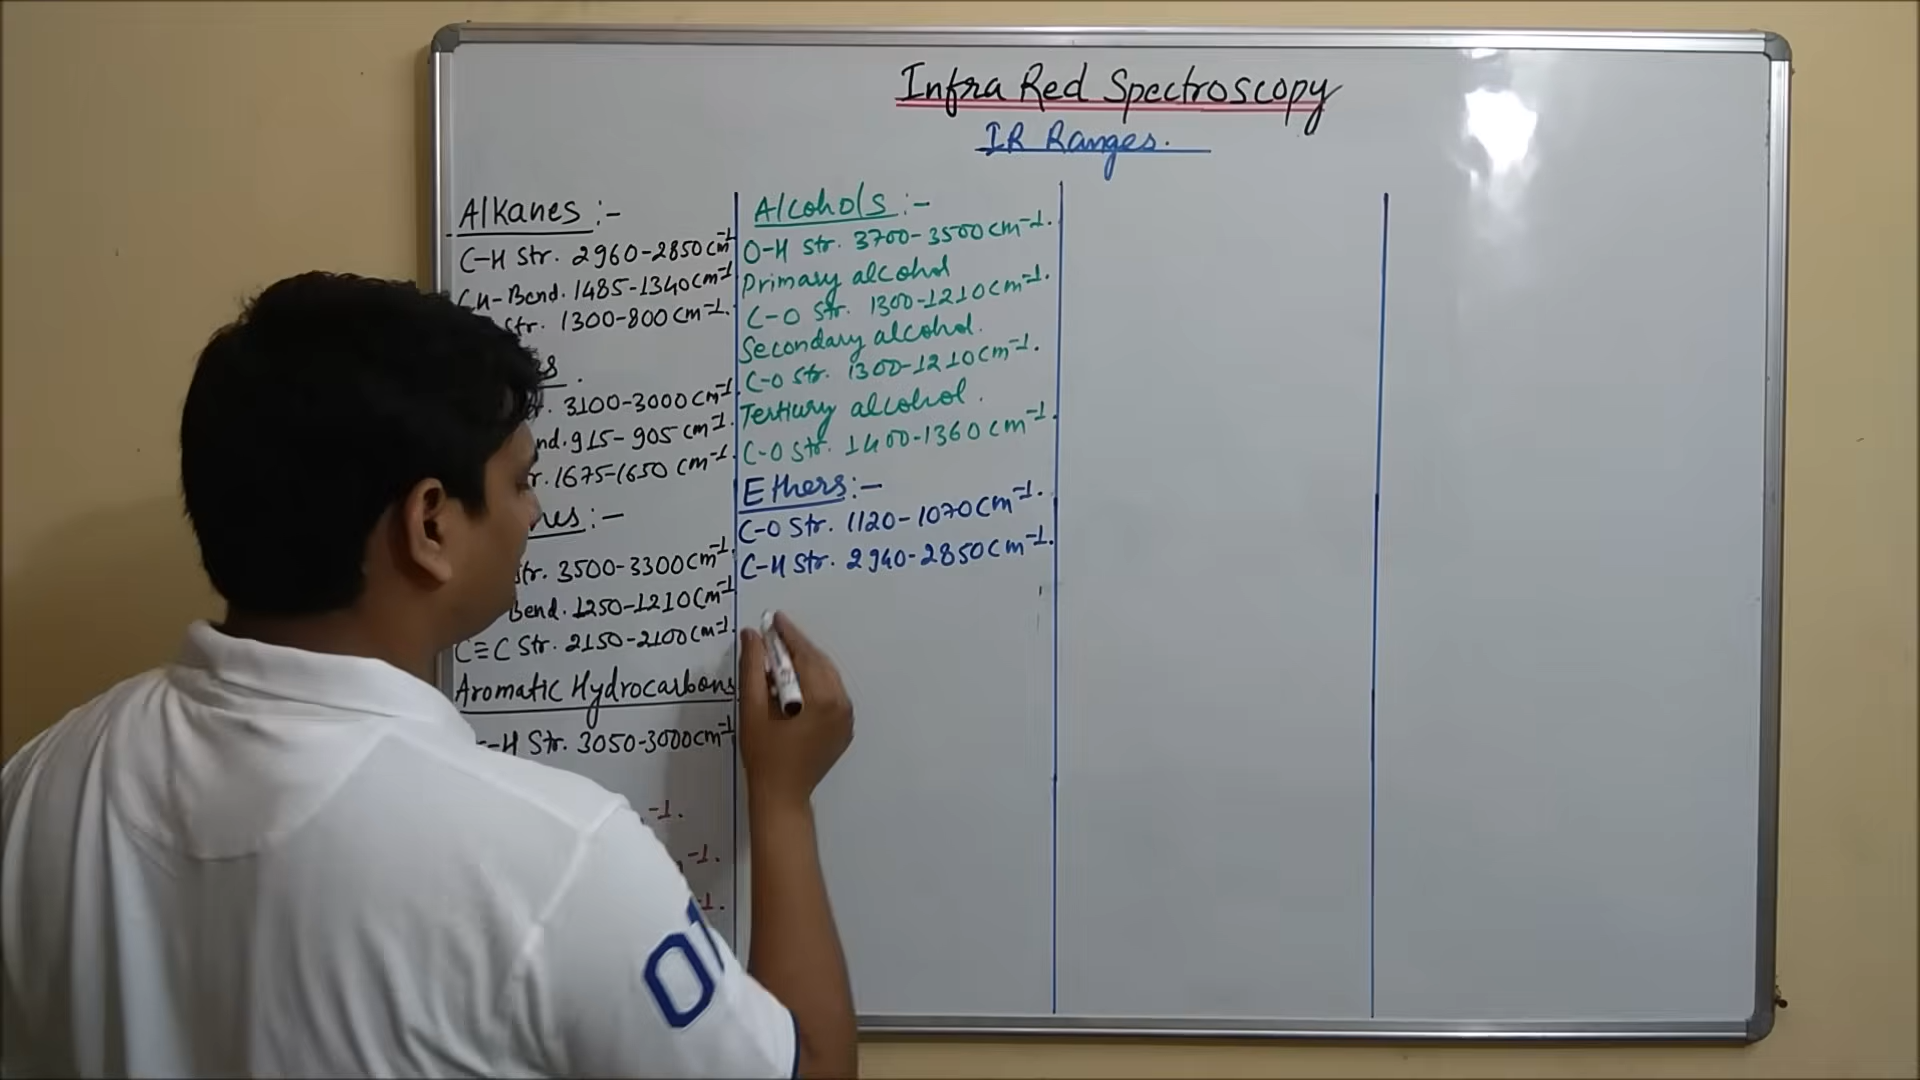 Infra Red Spectroscopy
IR Ranges.
Alkanes :-
C-H Str. 2960-2850 cm⁻¹
CH-Bend. 1485-1340 cm⁻¹
Str. 1300-800 cm⁻¹.
3100-3000 cm⁻¹
915-905 cm⁻¹.
1675-1650 cm⁻¹.
:-
Str. 3500-3300 cm⁻¹.
Bend. 1250-1210 cm⁻¹
C≡C Str. 2150-2100 cm⁻¹.
Aromatic Hydrocarbons
-H Str. 3050-3000 cm⁻¹
-1.
-1.
-1.
Alcohols :-
O-H Str. 3700-3500 cm⁻¹.
Primary alcohol
C-O Str. 1300-1210 cm⁻¹.
Secondary alcohol.
C-O Str. 1300-1210 cm⁻¹.
Tertiary alcohol.
C-O Str. 1400-1360 cm⁻¹.
Ethers :-
C-O Str. 1120-1070 cm⁻¹.
C-H Str. 2940-2850 cm⁻¹.